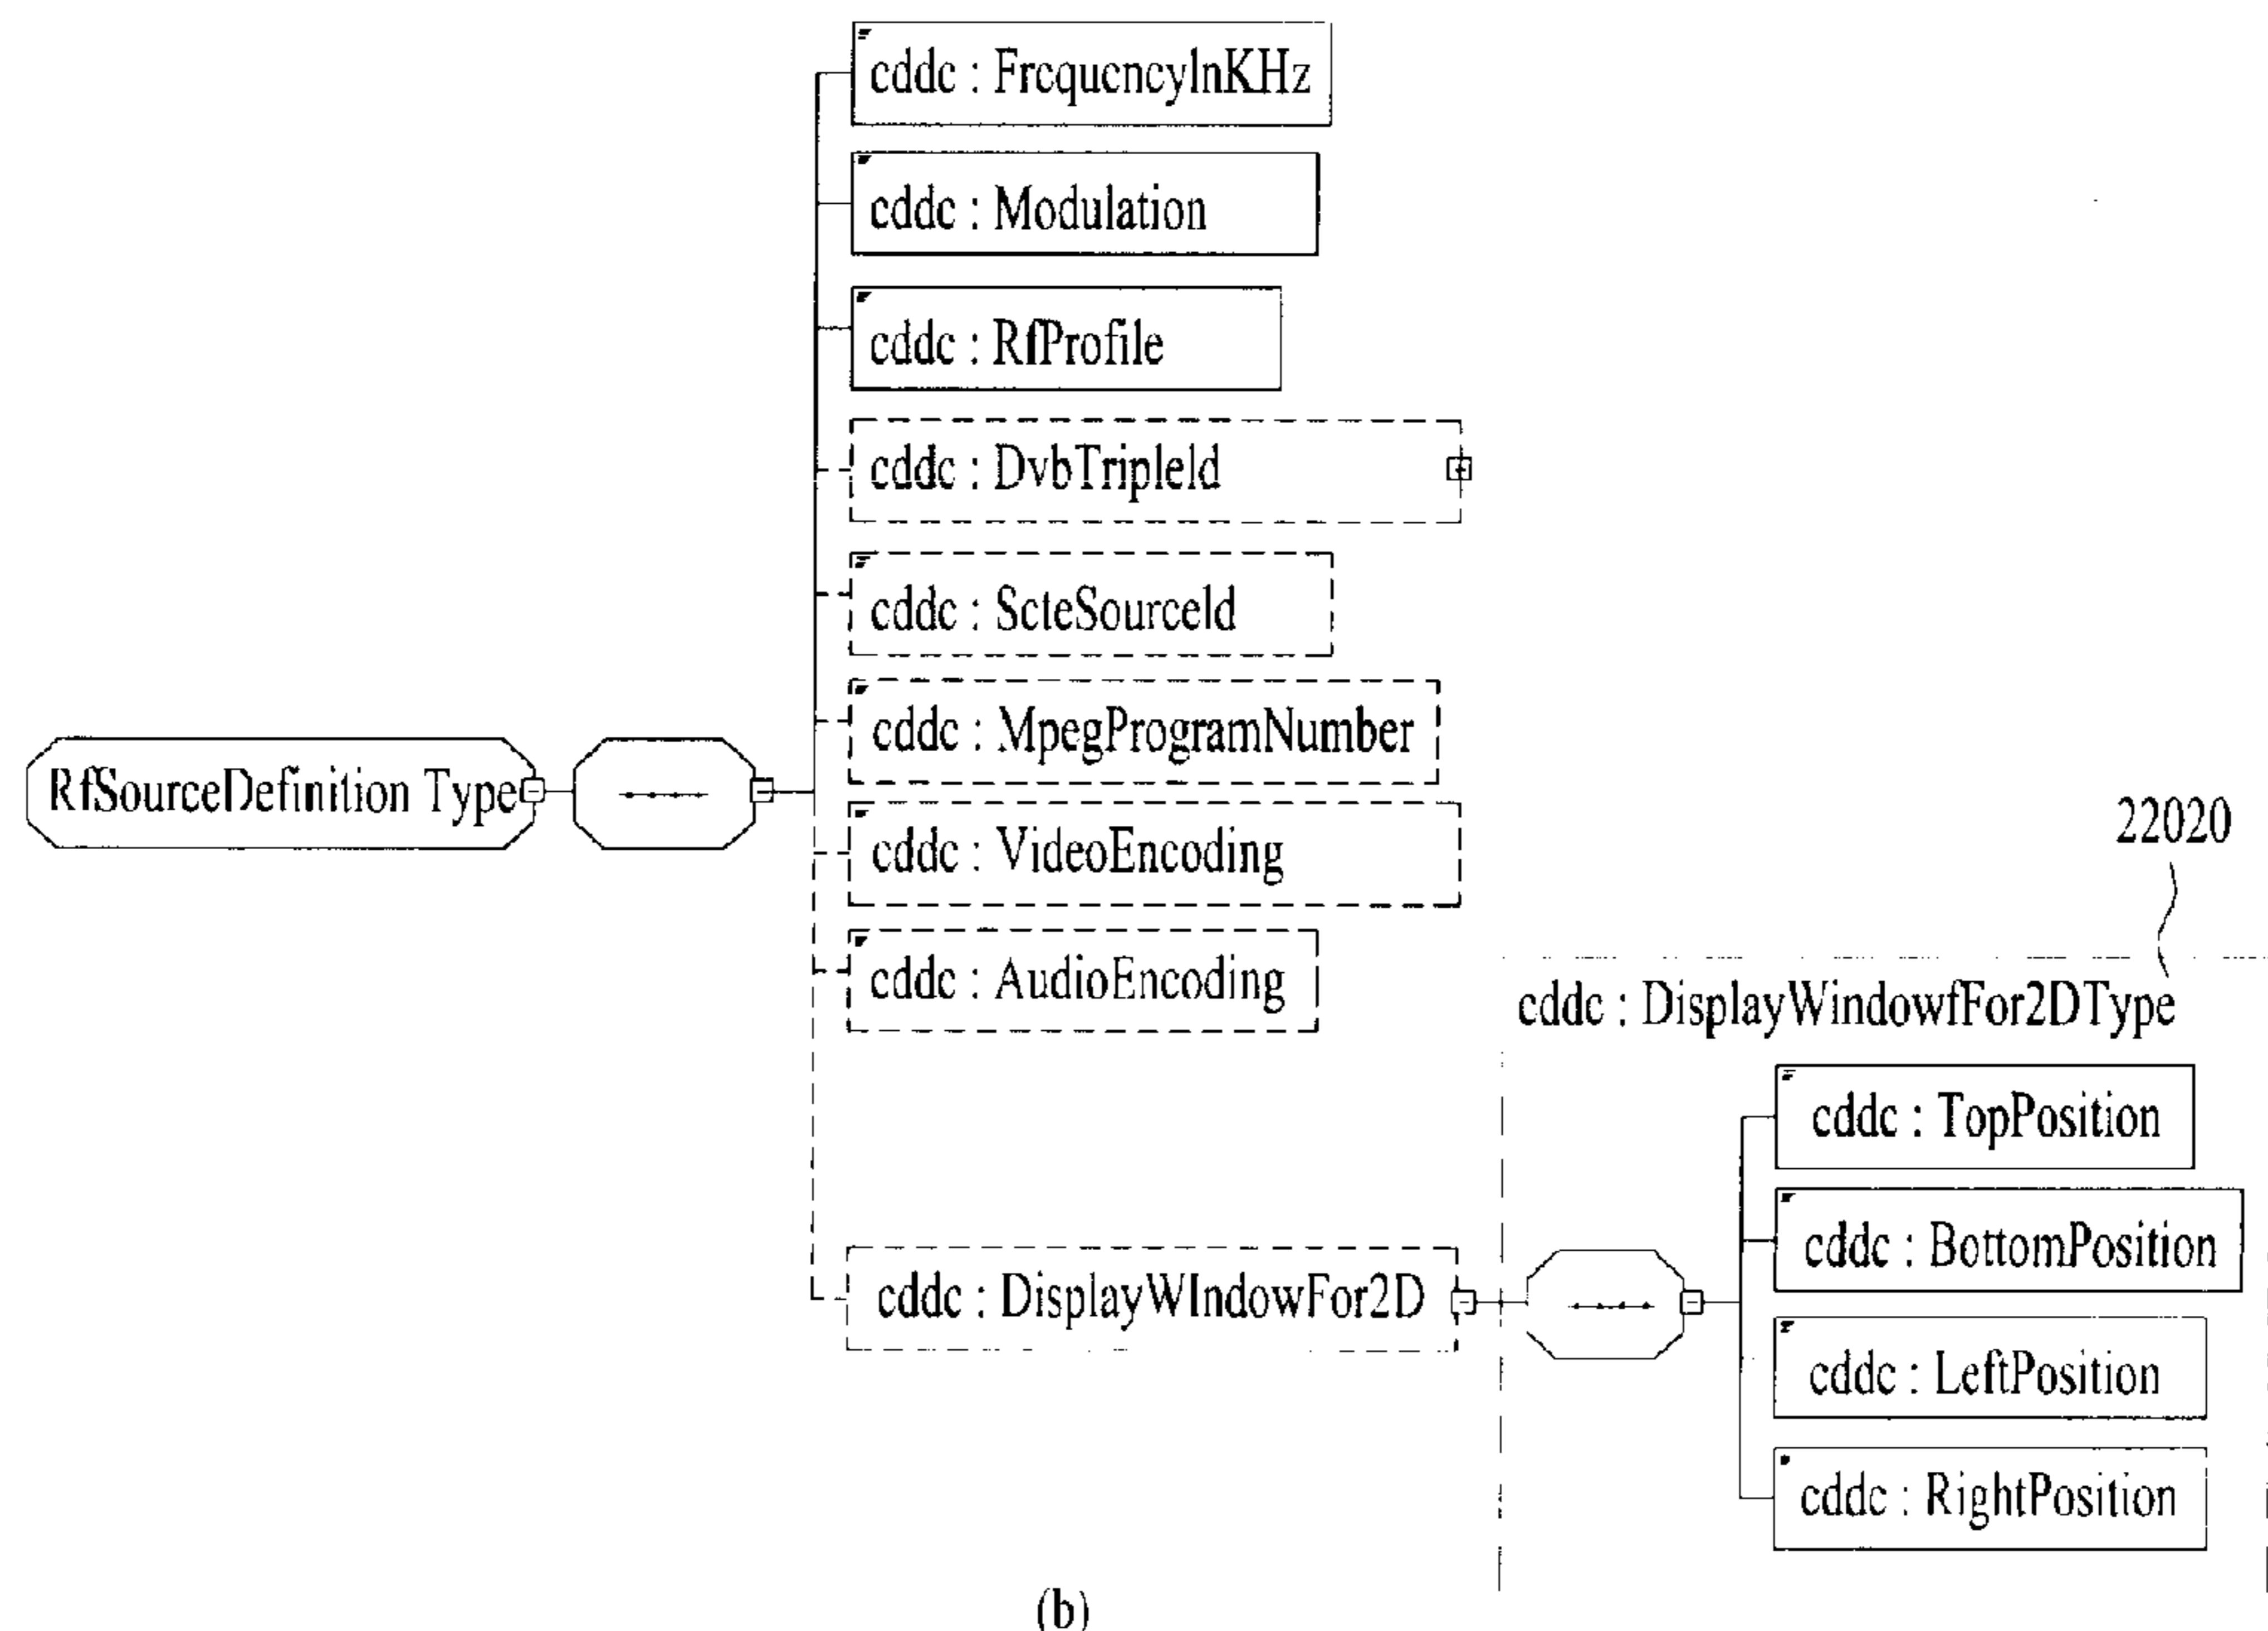 cddc : FrequencyInKHz
cddc : Modulation
cddc : RfProfile
cddc : DvbTripleId
cddc : ScteSourceId
cddc : MpegProgramNumber
RfSourceDefinition Type
cddc : VideoEncoding
22020
cddc : AudioEncoding
cddc : DisplayWindowfFor2DType
cddc : TopPosition
cddc : BottomPosition
cddc : DisplayWIndowFor2D
cddc : LeftPosition
cddc : RightPosition
(b)